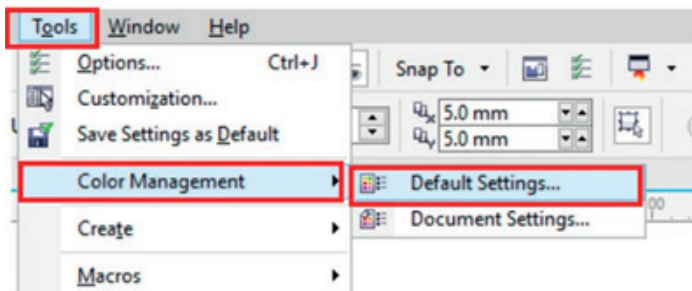 Tools Window Help
Options... Ctrl+J
Snap To
Customization...
5.0 mm
Save Settings as Default
5.0 mm
Color Management
Default Settings...
Create
Document Settings...
Macros